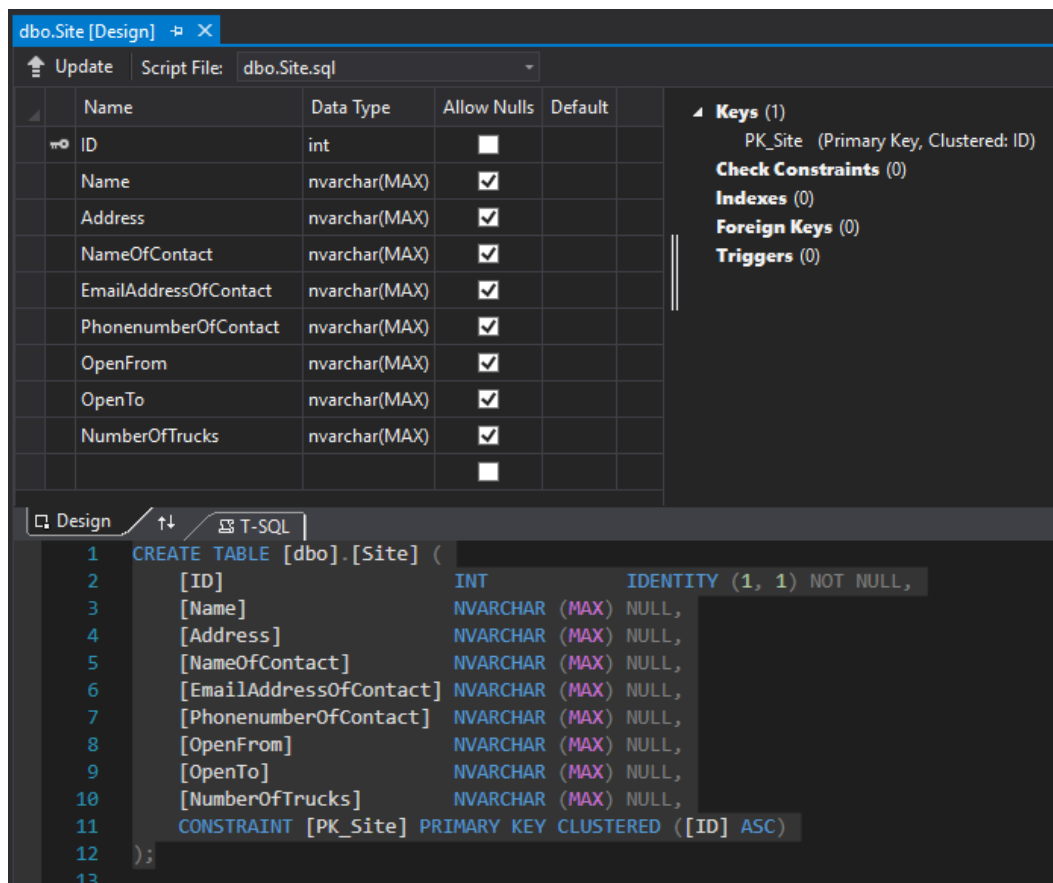 dbo.Site [Design]
Update Script File: dbo.Site.sql
Name Data Type Allow Nulls Default
ID int
Name nvarchar(MAX)
Address nvarchar(MAX)
NameOfContact nvarchar(MAX)
EmailAddressOfContact nvarchar(MAX)
PhonenumberOfContact nvarchar(MAX)
OpenFrom nvarchar(MAX)
OpenTo nvarchar(MAX)
NumberOfTrucks nvarchar(MAX)
Keys (1)
PK_Site (Primary Key, Clustered: ID)
Check Constraints (0)
Indexes (0)
Foreign Keys (0)
Triggers (0)
Design T-SQL
1 CREATE TABLE [dbo].[Site] (
2 [ID] INT IDENTITY (1, 1) NOT NULL,
3 [Name] NVARCHAR (MAX) NULL,
4 [Address] NVARCHAR (MAX) NULL,
5 [NameOfContact] NVARCHAR (MAX) NULL,
6 [EmailAddressOfContact] NVARCHAR (MAX) NULL,
7 [PhonenumberOfContact] NVARCHAR (MAX) NULL,
8 [OpenFrom] NVARCHAR (MAX) NULL,
9 [OpenTo] NVARCHAR (MAX) NULL,
10 [NumberOfTrucks] NVARCHAR (MAX) NULL,
11 CONSTRAINT [PK_Site] PRIMARY KEY CLUSTERED ([ID] ASC)
12 );
13